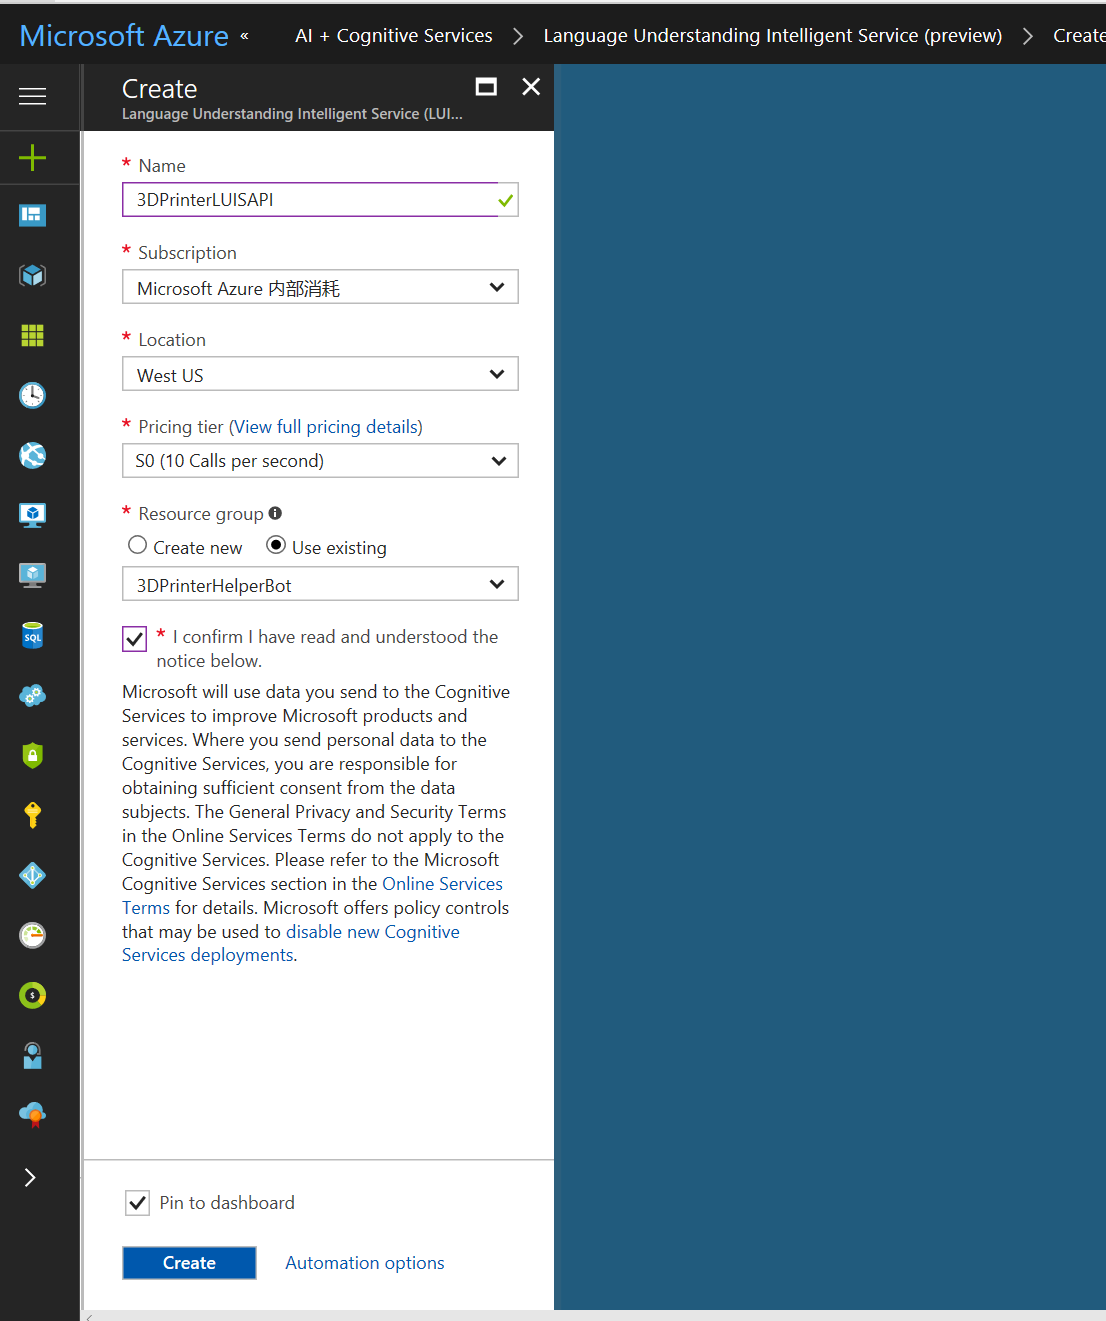 Microsoft Azure «
AI + Cognitive Services > Language Understanding Intelligent Service (preview) > Create
Create
Language Understanding Intelligent Service (LUI...
* Name
3DPrinterLUISAPI
* Subscription
Microsoft Azure 内部消耗
* Location
West US
* Pricing tier (View full pricing details)
S0 (10 Calls per second)
* Resource group
Create new Use existing
3DPrinterHelperBot
* I confirm I have read and understood the
notice below.
Microsoft will use data you send to the Cognitive
Services to improve Microsoft products and
services. Where you send personal data to the
Cognitive Services, you are responsible for
obtaining sufficient consent from the data
subjects. The General Privacy and Security Terms
in the Online Services Terms do not apply to the
Cognitive Services. Please refer to the Microsoft
Cognitive Services section in the Online Services
Terms for details. Microsoft offers policy controls
that may be used to disable new Cognitive
Services deployments.
SQL
Pin to dashboard
Create Automation options